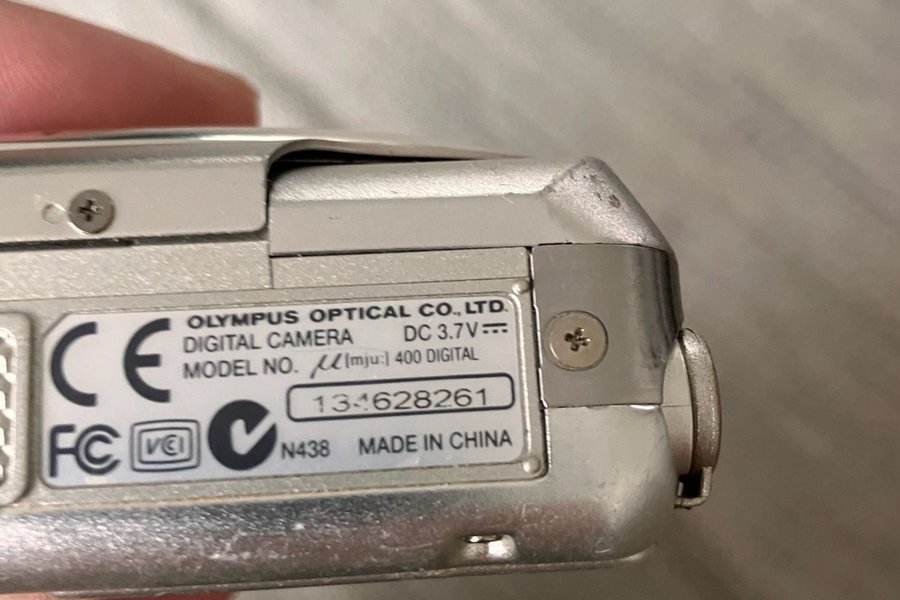 CE OLYMPUS OPTICAL CO., LTD.
DIGITAL CAMERA DC 3.7V
MODEL NO. μ[mju:] 400 DIGITAL
134628261
FC VCI N438 MADE IN CHINA